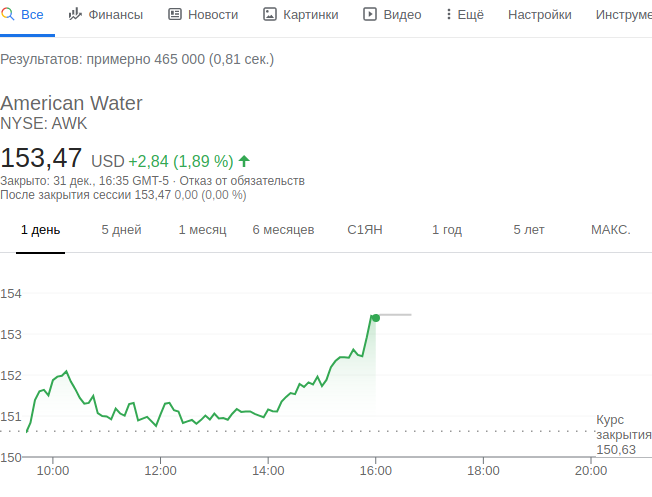 Все Финансы Новости Картинки Видео Ещё Настройки Инструме
Результатов: примерно 465 000 (0,81 сек.)
American Water
NYSE: AWK
153,47 USD +2,84 (1,89 %)
Закрыто: 31 дек., 16:35 GMT-5 · Отказ от обязательств
После закрытия сессии 153,47 0,00 (0,00 %)
1 день 5 дней 1 месяц 6 месяцев С1ЯН 1 год 5 лет МАКС.
154
153
152
151
150
Курс
закрытия
150,63
10:00 12:00 14:00 16:00 18:00 20:00